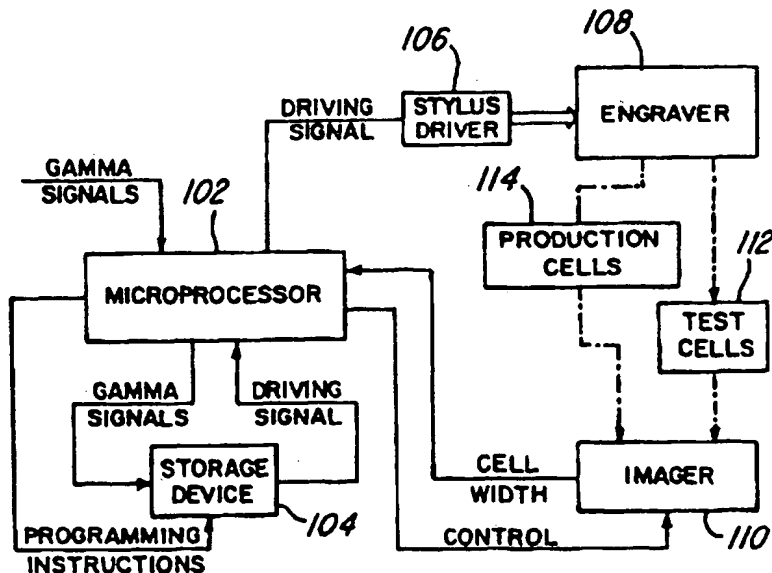 106
108
DRIVING
SIGNAL
STYLUS
DRIVER
ENGRAVER
GAMMA
SIGNALS
102
114
PRODUCTION
CELLS
112
MICROPROCESSOR
TEST
CELLS
GAMMA
SIGNALS
DRIVING
SIGNAL
STORAGE
DEVICE
104
CELL
WIDTH
IMAGER
110
PROGRAMMING
INSTRUCTIONS
CONTROL